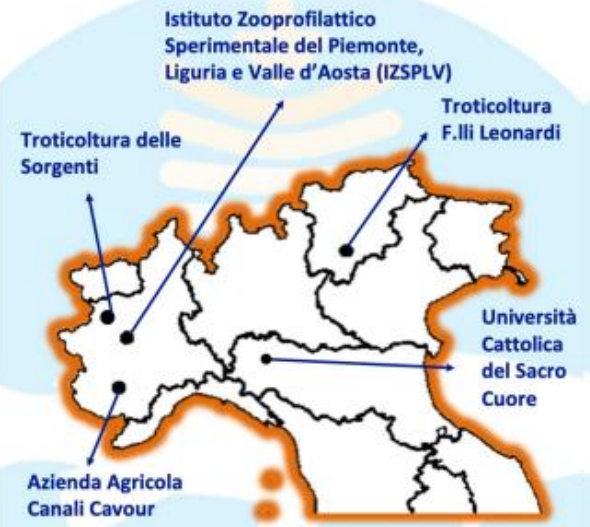 Istituto Zooprofilattico
Sperimentale del Piemonte,
Liguria e Valle d'Aosta (IZSPLV)
Troticoltura
F.lli Leonardi
Troticoltura delle
Sorgenti
Università
Cattolica
del Sacro
Cuore
Azienda Agricola
Canali Cavour